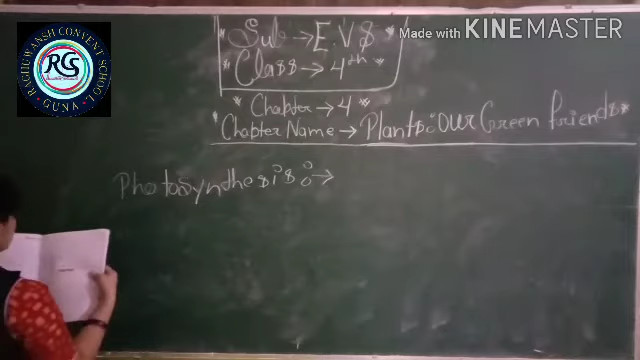 Made with KINEMASTER
* Sub → E.V.S *
* Class → 4th *
* Chapter → 4 *
* Chapter Name → Plants: our Green friends *
Photosynthesis :→
RAGHUWANSH CONVENT SCHOOL
RCS
GUNA